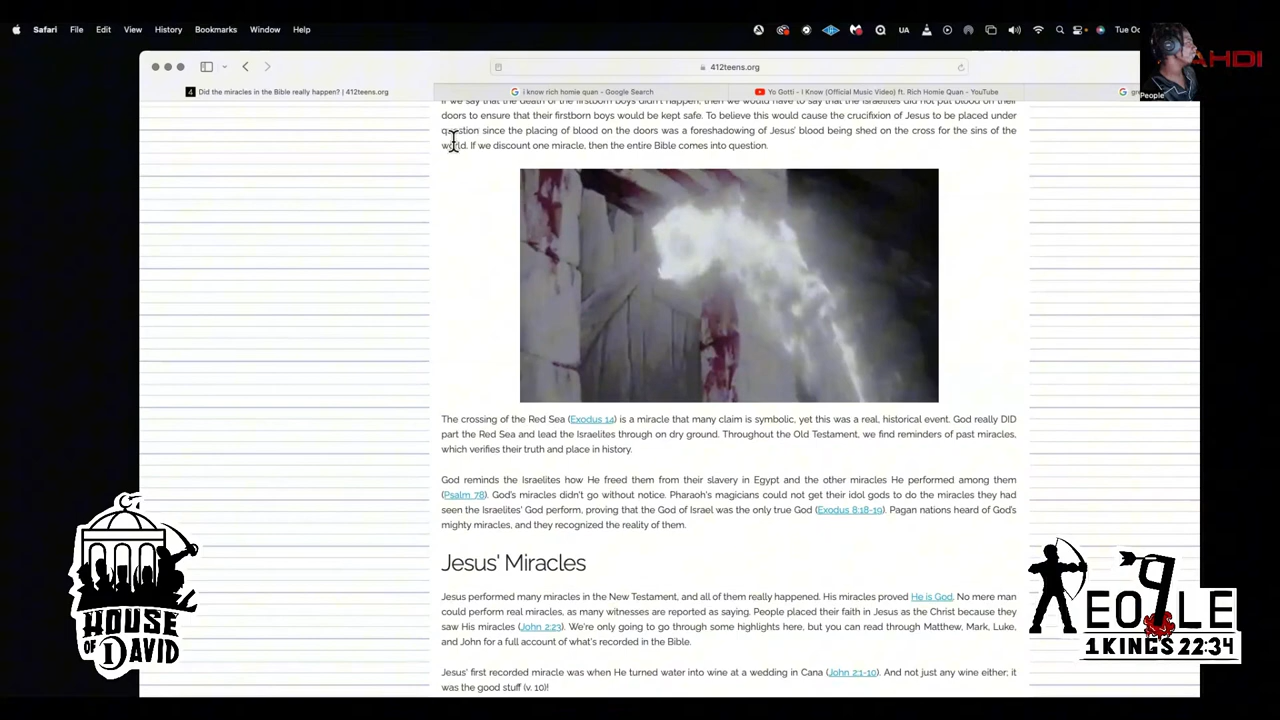 Safari File Edit View History Bookmarks Window Help
UA
Tue Oc
AHDI
People
412teens.org
4 Did the miracles in the Bible really happen? | 412teens.org
i know rich homie quan - Google Search
Yo Gotti - I Know (Official Music Video) ft. Rich Homie Quan - YouTube
If we say that the death of the firstborn boys didn't happen, then we would have to say that the Israelites did not put blood on their
doors to ensure that their firstborn boys would be kept safe. To believe this would cause the crucifixion of Jesus to be placed under
question since the placing of blood on the doors was a foreshadowing of Jesus' blood being shed on the cross for the sins of the
world. If we discount one miracle, then the entire Bible comes into question.
The crossing of the Red Sea (Exodus 14) is a miracle that many claim is symbolic, yet this was a real, historical event. God really DID
part the Red Sea and lead the Israelites through on dry ground. Throughout the Old Testament, we find reminders of past miracles,
which verifies their truth and place in history.
God reminds the Israelites how He freed them from their slavery in Egypt and the other miracles He performed among them
(Psalm 78). God's miracles didn't go without notice. Pharaoh's magicians could not get their idol gods to do the miracles they had
seen the Israelites' God perform, proving that the God of Israel was the only true God (Exodus 8:18-19). Pagan nations heard of God's
mighty miracles, and they recognized the reality of them.
Jesus' Miracles
Jesus performed many miracles in the New Testament, and all of them really happened. His miracles proved He is God. No mere man
could perform real miracles, as many witnesses are reported as saying. People placed their faith in Jesus as the Christ because they
saw His miracles (John 2:23). We're only going to go through some highlights here, but you can read through Matthew, Mark, Luke,
and John for a full account of what's recorded in the Bible.
Jesus' first recorded miracle was when He turned water into wine at a wedding in Cana (John 2:1-10). And not just any wine either; it
was the good stuff (v. 10)!
HOUSE
OF DAVID
PEOPLE
1 KINGS 22:34